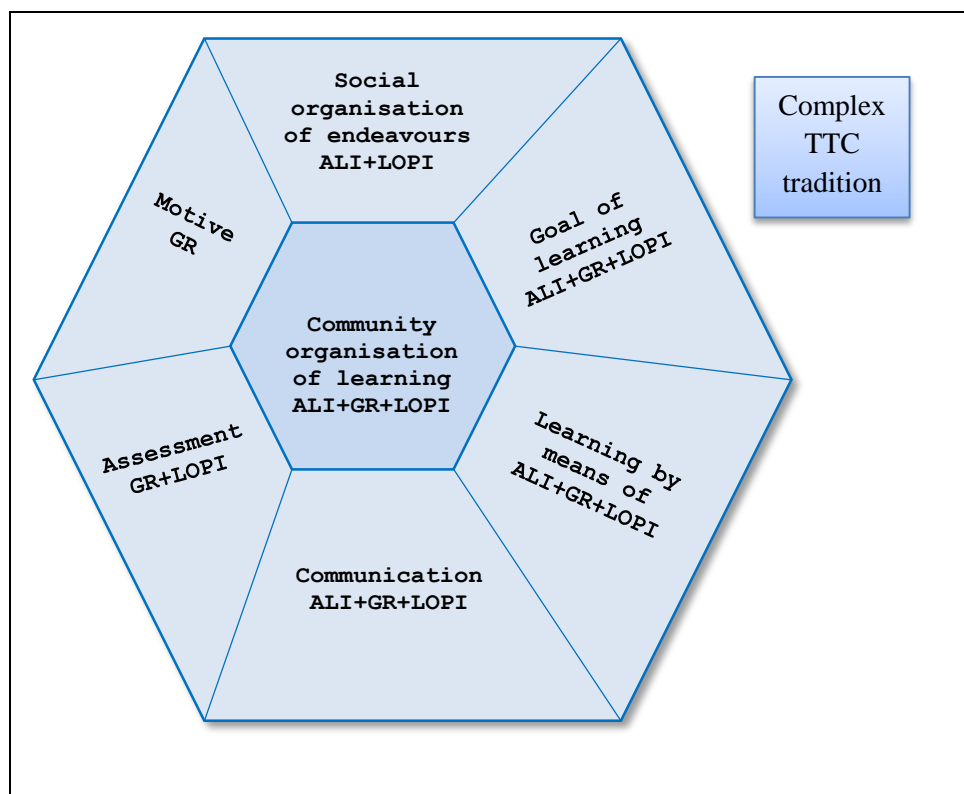 Social
organisation
of endeavours
ALI+LOPI
Complex
TTC
tradition
Motive
GR
Goal of
learning
ALI+GR+LOPI
Community
organisation
of learning
ALI+GR+LOPI
Assessment
GR+LOPI
Learning by
means of
ALI+GR+LOPI
Communication
ALI+GR+LOPI